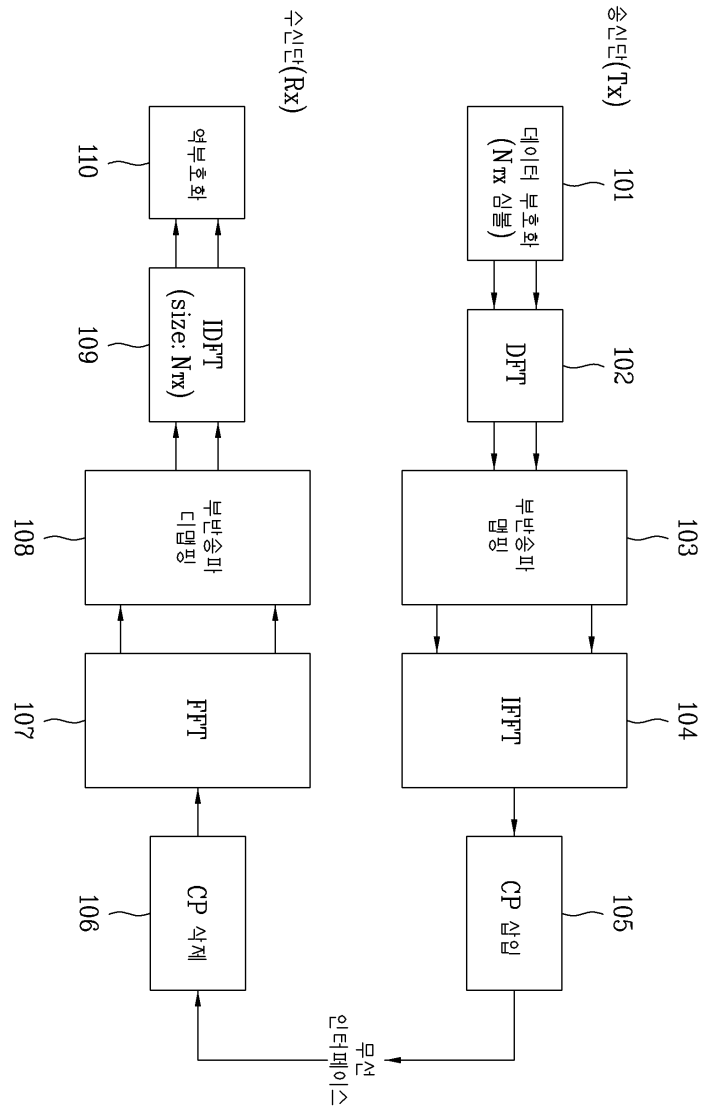 송신단(Tx)
101
데이터 부호화
(NTX 심볼)
102
DFT
103
부반송파
맵핑
104
IFFT
105
CP 삽입
무선
인터페이스
수신단(Rx)
역부호화
110
IDFT
(size: NTX)
109
부반송파
디맵핑
108
FFT
107
CP 삭제
106